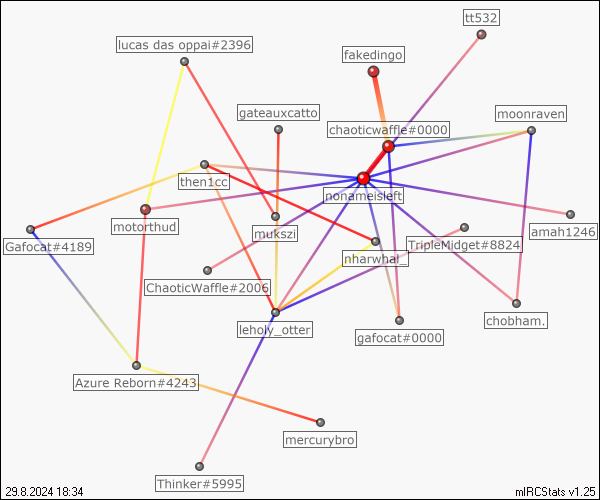 tt532
lucas das oppai#2396
fakedingo
gateauxcatto
moonraven
chaoticwaffle#0000
then1cc
nonameisleft
motorthud
mukszi
amah1246
Gafocat#4189
TripleMidget#8824
nharwhal_
ChaoticWaffle#2006
chobham.
leholy_otter
gafocat#0000
Azure Reborn#4243
mercurybro
Thinker#5995
29.8.2024 18:34
mIRCStats v1.25